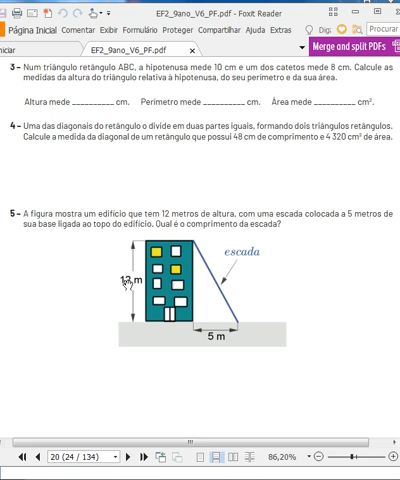 EF2_9ano_V6_PF.pdf - Foxit Reader
Página Inicial Comentar Exibir Formulário Proteger Compartilhar Ajuda Extras Dig: Procurar
niciar EF2_9ano_V6_PF.pdf x Merge and split PDFs
3 – Num triângulo retângulo ABC, a hipotenusa mede 10 cm e um dos catetos mede 8 cm. Calcule as
medidas da altura do triângulo relativa à hipotenusa, do seu perímetro e da sua área.
Altura mede __________ cm. Perímetro mede __________ cm. Área mede __________ cm².
4 – Uma das diagonais do retângulo o divide em duas partes iguais, formando dois triângulos retângulos.
Calcule a medida da diagonal de um retângulo que possui 48 cm de comprimento e 4 320 cm² de área.
5 – A figura mostra um edifício que tem 12 metros de altura, com uma escada colocada a 5 metros de
sua base ligada ao topo do edifício. Qual é o comprimento da escada?
escada
12 m
5 m
20 (24 / 134) 86,20%